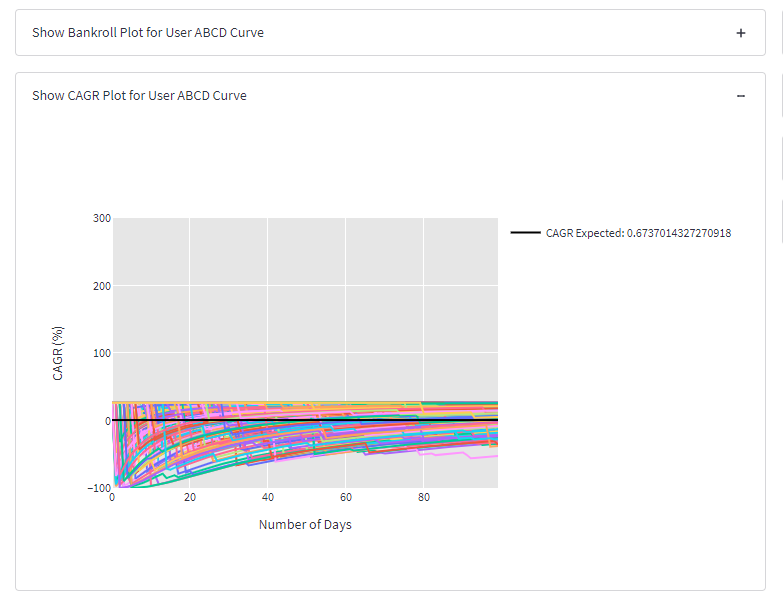 Show Bankroll Plot for User ABCD Curve
+
Show CAGR Plot for User ABCD Curve
−
300
200
100
0
−100
CAGR (%)
0 20 40 60 80
Number of Days
CAGR Expected: 0.6737014327270918